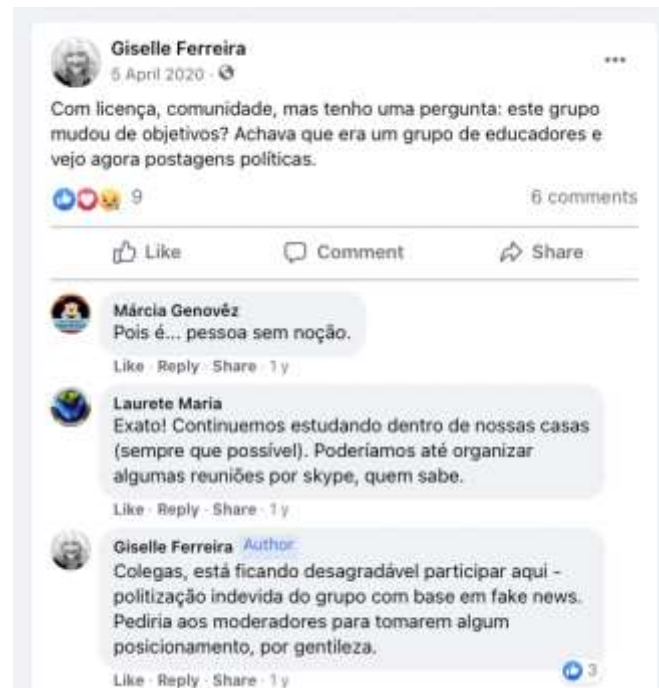 Giselle Ferreira
5 April 2020 ·
Com licença, comunidade, mas tenho uma pergunta: este grupo
mudou de objetivos? Achava que era um grupo de educadores e
vejo agora postagens políticas.
9 6 comments
Like Comment Share
Márcia Genovêz
Pois é... pessoa sem noção.
Like · Reply · Share · 1 y
Laurete Maria
Exato! Continuemos estudando dentro de nossas casas
(sempre que possível). Poderíamos até organizar
algumas reuniões por skype, quem sabe.
Like · Reply · Share · 1 y
Giselle Ferreira Author
Colegas, está ficando desagradável participar aqui –
politização indevida do grupo com base em fake news.
Pediria aos moderadores para tomarem algum
posicionamento, por gentileza.
Like · Reply · Share · 1 y 3